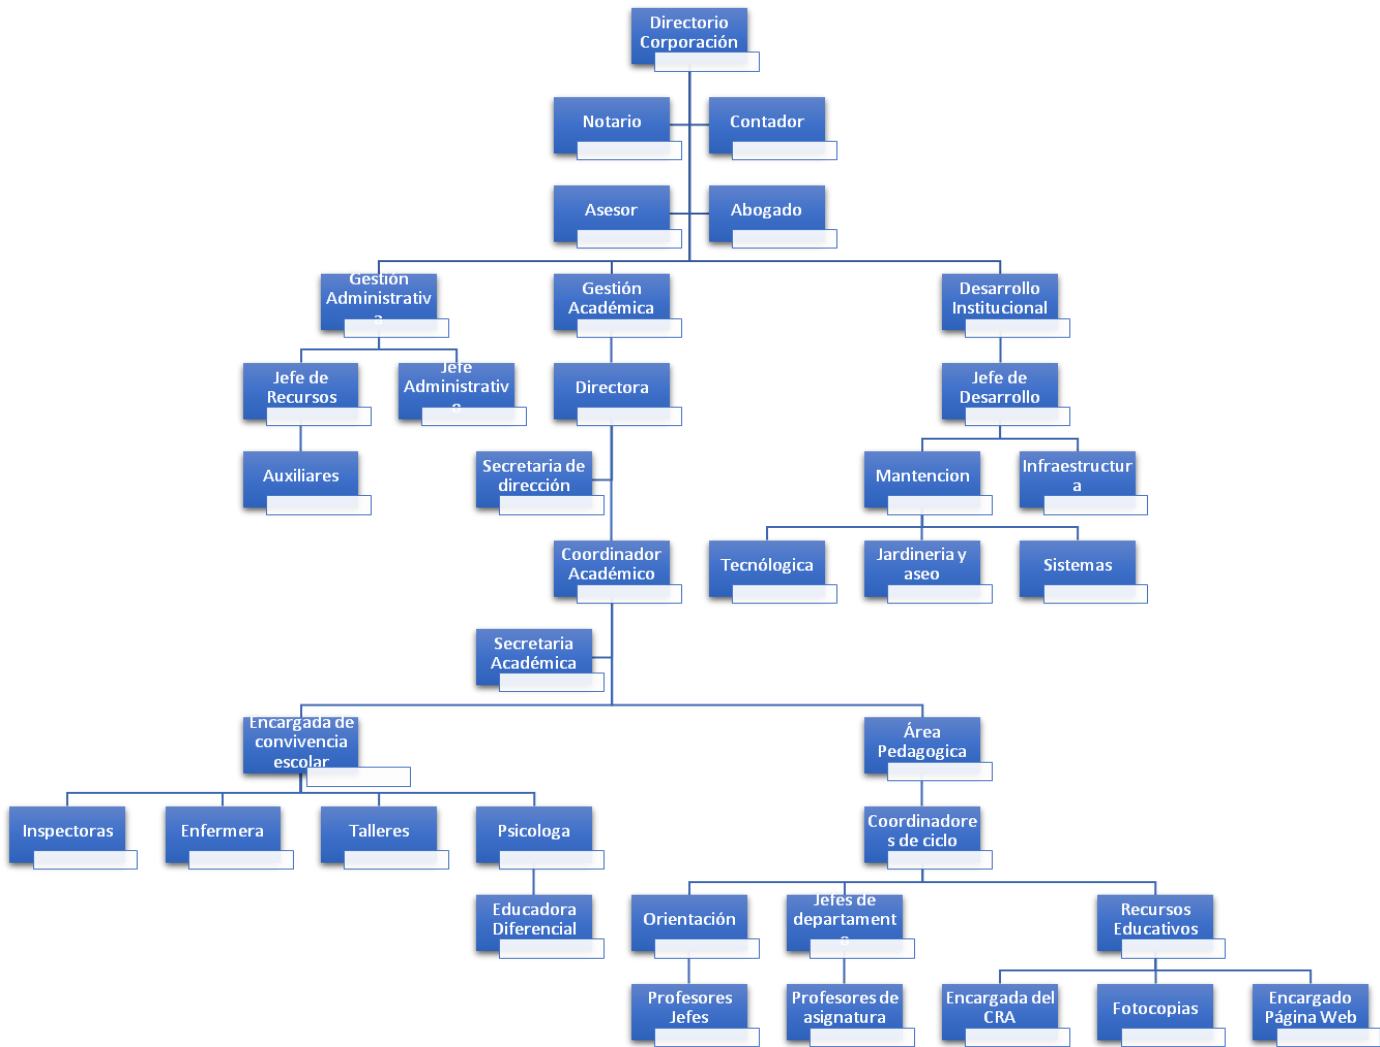 Directorio
Corporación
Notario
Contador
Asesor
Abogado
Gestión
Administrativ
a
Gestión
Académica
Desarrollo
Institucional
Jefe de
Recursos
Jefe
Administrativ
o
Directora
Jefe de
Desarrollo
Auxiliares
Secretaria de
dirección
Mantencion
Infraestructur
a
Coordinador
Académico
Tecnólogica
Jardineria y
aseo
Sistemas
Secretaria
Académica
Encargada de
convivencia
escolar
Área
Pedagogica
Inspectoras
Enfermera
Talleres
Psicologa
Coordinadore
s de ciclo
Educadora
Diferencial
Orientación
Jefes de
departament
o
Recursos
Educativos
Profesores
Jefes
Profesores de
asignatura
Encargada del
CRA
Fotocopias
Encargado
Página Web